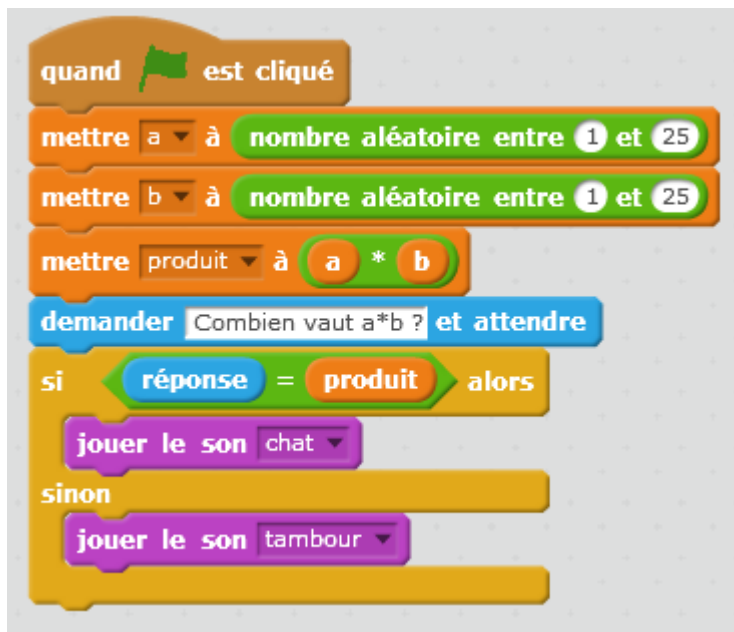 quand est cliqué
mettre a à nombre aléatoire entre 1 et 25
mettre b à nombre aléatoire entre 1 et 25
mettre produit à a * b
demander Combien vaut a*b ? et attendre
si réponse = produit alors
jouer le son chat
sinon
jouer le son tambour